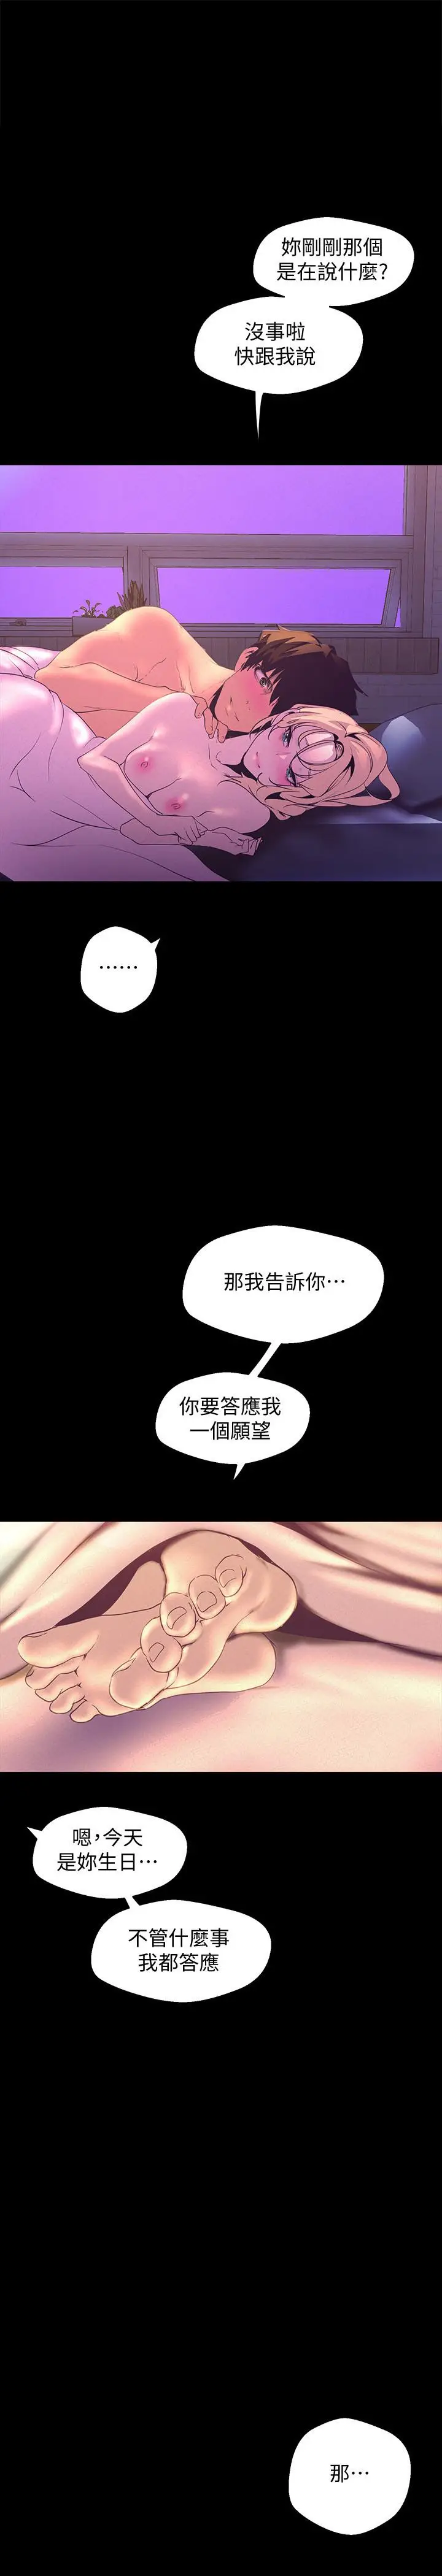 妳剛剛那個
是在說什麼?
沒事啦
快跟我說
……
那我告訴你…
你要答應我
一個願望
嗯,今天
是妳生日…
不管什麼事
我都答應
那…